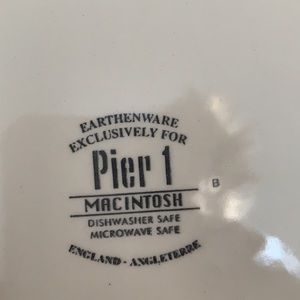 EARTHENWARE
EXCLUSIVELY FOR
Pier 1
B
MACINTOSH
DISHWASHER SAFE
MICROWAVE SAFE
ENGLAND - ANGLETERRE